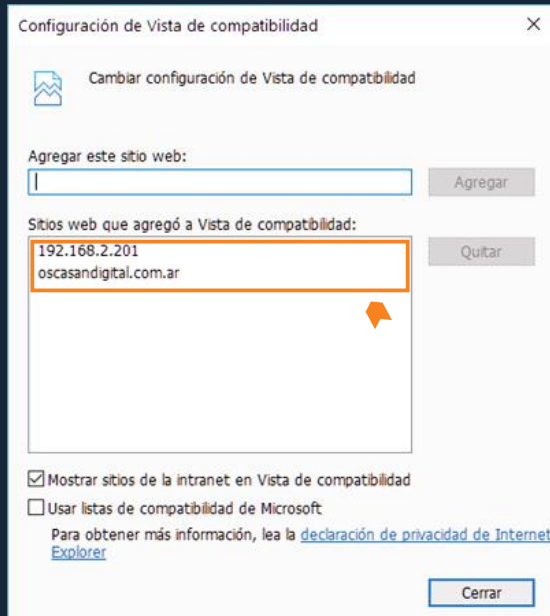 Configuración de Vista de compatibilidad
Cambiar configuración de Vista de compatibilidad
Agregar este sitio web:
Agregar
Sitios web que agregó a Vista de compatibilidad:
192.168.2.201
oscasandigital.com.ar
Quitar
Mostrar sitios de la intranet en Vista de compatibilidad
Usar listas de compatibilidad de Microsoft
Para obtener más información, lea la declaración de privacidad de Internet
Explorer
Cerrar